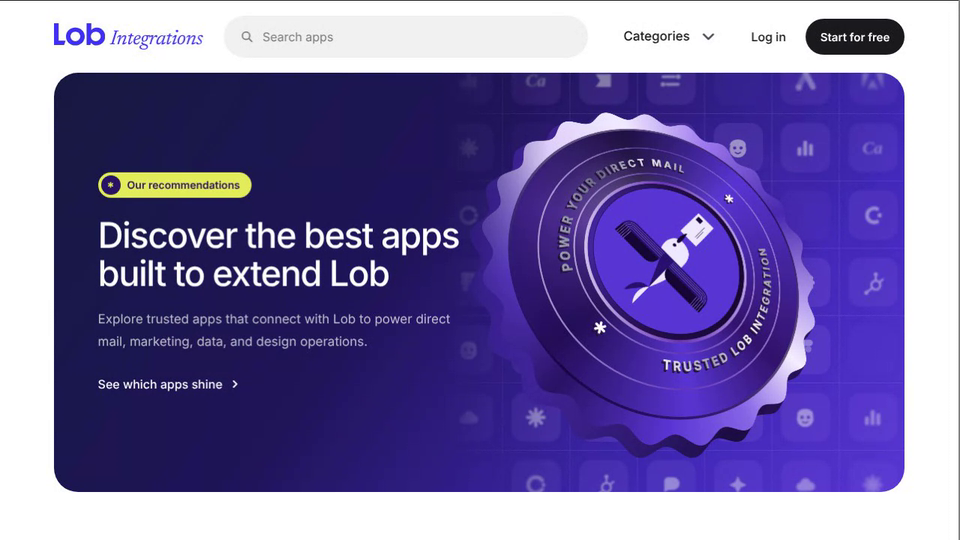 Lob Integrations
Search apps
Categories
Log in
Start for free
Our recommendations
Discover the best apps
built to extend Lob
Explore trusted apps that connect with Lob to power direct
mail, marketing, data, and design operations.
See which apps shine
POWER YOUR DIRECT MAIL
TRUSTED LOB INTEGRATION
Ca
Ca